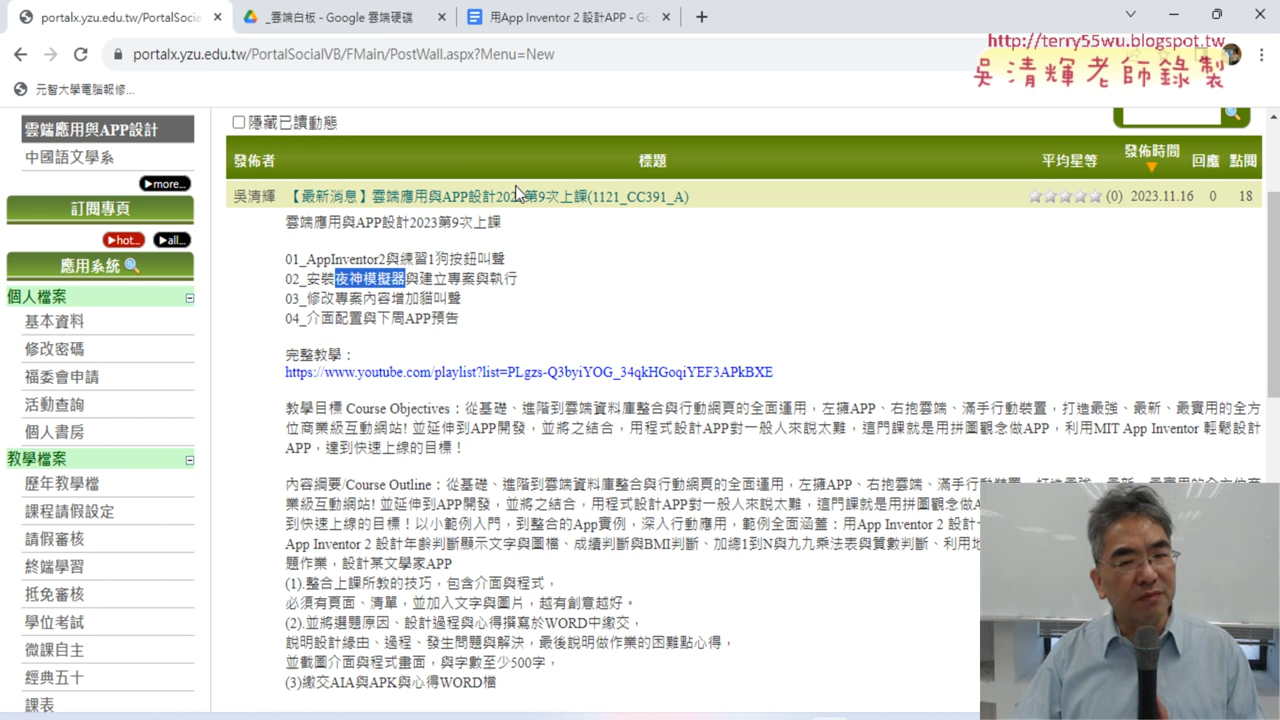 portalx.yzu.edu.tw/PortalSocia
_雲端白板 - Google 雲端硬碟
用App Inventor 2 設計APP - Go
portalx.yzu.edu.tw/PortalSocialVB/FMain/PostWall.aspx?Menu=New
http://terry55wu.blogspot.tw
吳清輝老師錄製
元智大學電腦報修...
雲端應用與APP設計
中國語文學系
▶more...
訂閱專頁
▶hot...
▶all...
應用系統
個人檔案
基本資料
修改密碼
福委會申請
活動查詢
個人書房
教學檔案
歷年教學檔
課程請假設定
請假審核
終端學習
抵免審核
學位考試
微課自主
經典五十
課表
隱藏已讀動態
發佈者
標題
平均星等
發佈時間
回應
點閱
吳清輝
【最新消息】雲端應用與APP設計2023第9次上課(1121_CC391_A)
(0)
2023.11.16
0
18
雲端應用與APP設計2023第9次上課
01_AppInventor2與練習1狗按鈕叫聲
02_安裝夜神模擬器與建立專案與執行
03_修改專案內容增加貓叫聲
04_介面配置與下周APP預告
完整教學：
https://www.youtube.com/playlist?list=PLgzs-Q3byiYOG_34qkHGoqiYEF3APkBXE
教學目標 Course Objectives：從基礎、進階到雲端資料庫整合與行動網頁的全面運用，左擁APP、右抱雲端、滿手行動裝置，打造最強、最新、最實用的全方
位商業級互動網站! 並延伸到APP開發，並將之結合，用程式設計APP對一般人來說太難，這門課就是用拼圖觀念做APP，利用MIT App Inventor 輕鬆設計
APP，達到快速上線的目標！
內容綱要/Course Outline：從基礎、進階到雲端資料庫整合與行動網頁的全面運用，左擁APP、右抱雲端、滿手行動裝置，打造最強、最新、最實用的全方位商
業級互動網站! 並延伸到APP開發，並將之結合，用程式設計APP對一般人來說太難，這門課就是用拼圖觀念做A
到快速上線的目標！以小範例入門，到整合的App實例，深入行動應用，範例全面涵蓋：用App Inventor 2 設計
App Inventor 2 設計年齡判斷顯示文字與圖檔、成績判斷與BMI判斷、加總1到N與九九乘法表與質數判斷、利用地
題作業，設計某文學家APP
(1).整合上課所教的技巧，包含介面與程式，
必須有頁面、清單，並加入文字與圖片，越有創意越好。
(2).並將選題原因、設計過程與心得撰寫於WORD中繳交，
說明設計緣由、過程、發生問題與解決，最後說明做作業的困難點心得，
並截圖介面與程式畫面，與字數至少500字，
(3)繳交AIA與APK與心得WORD檔